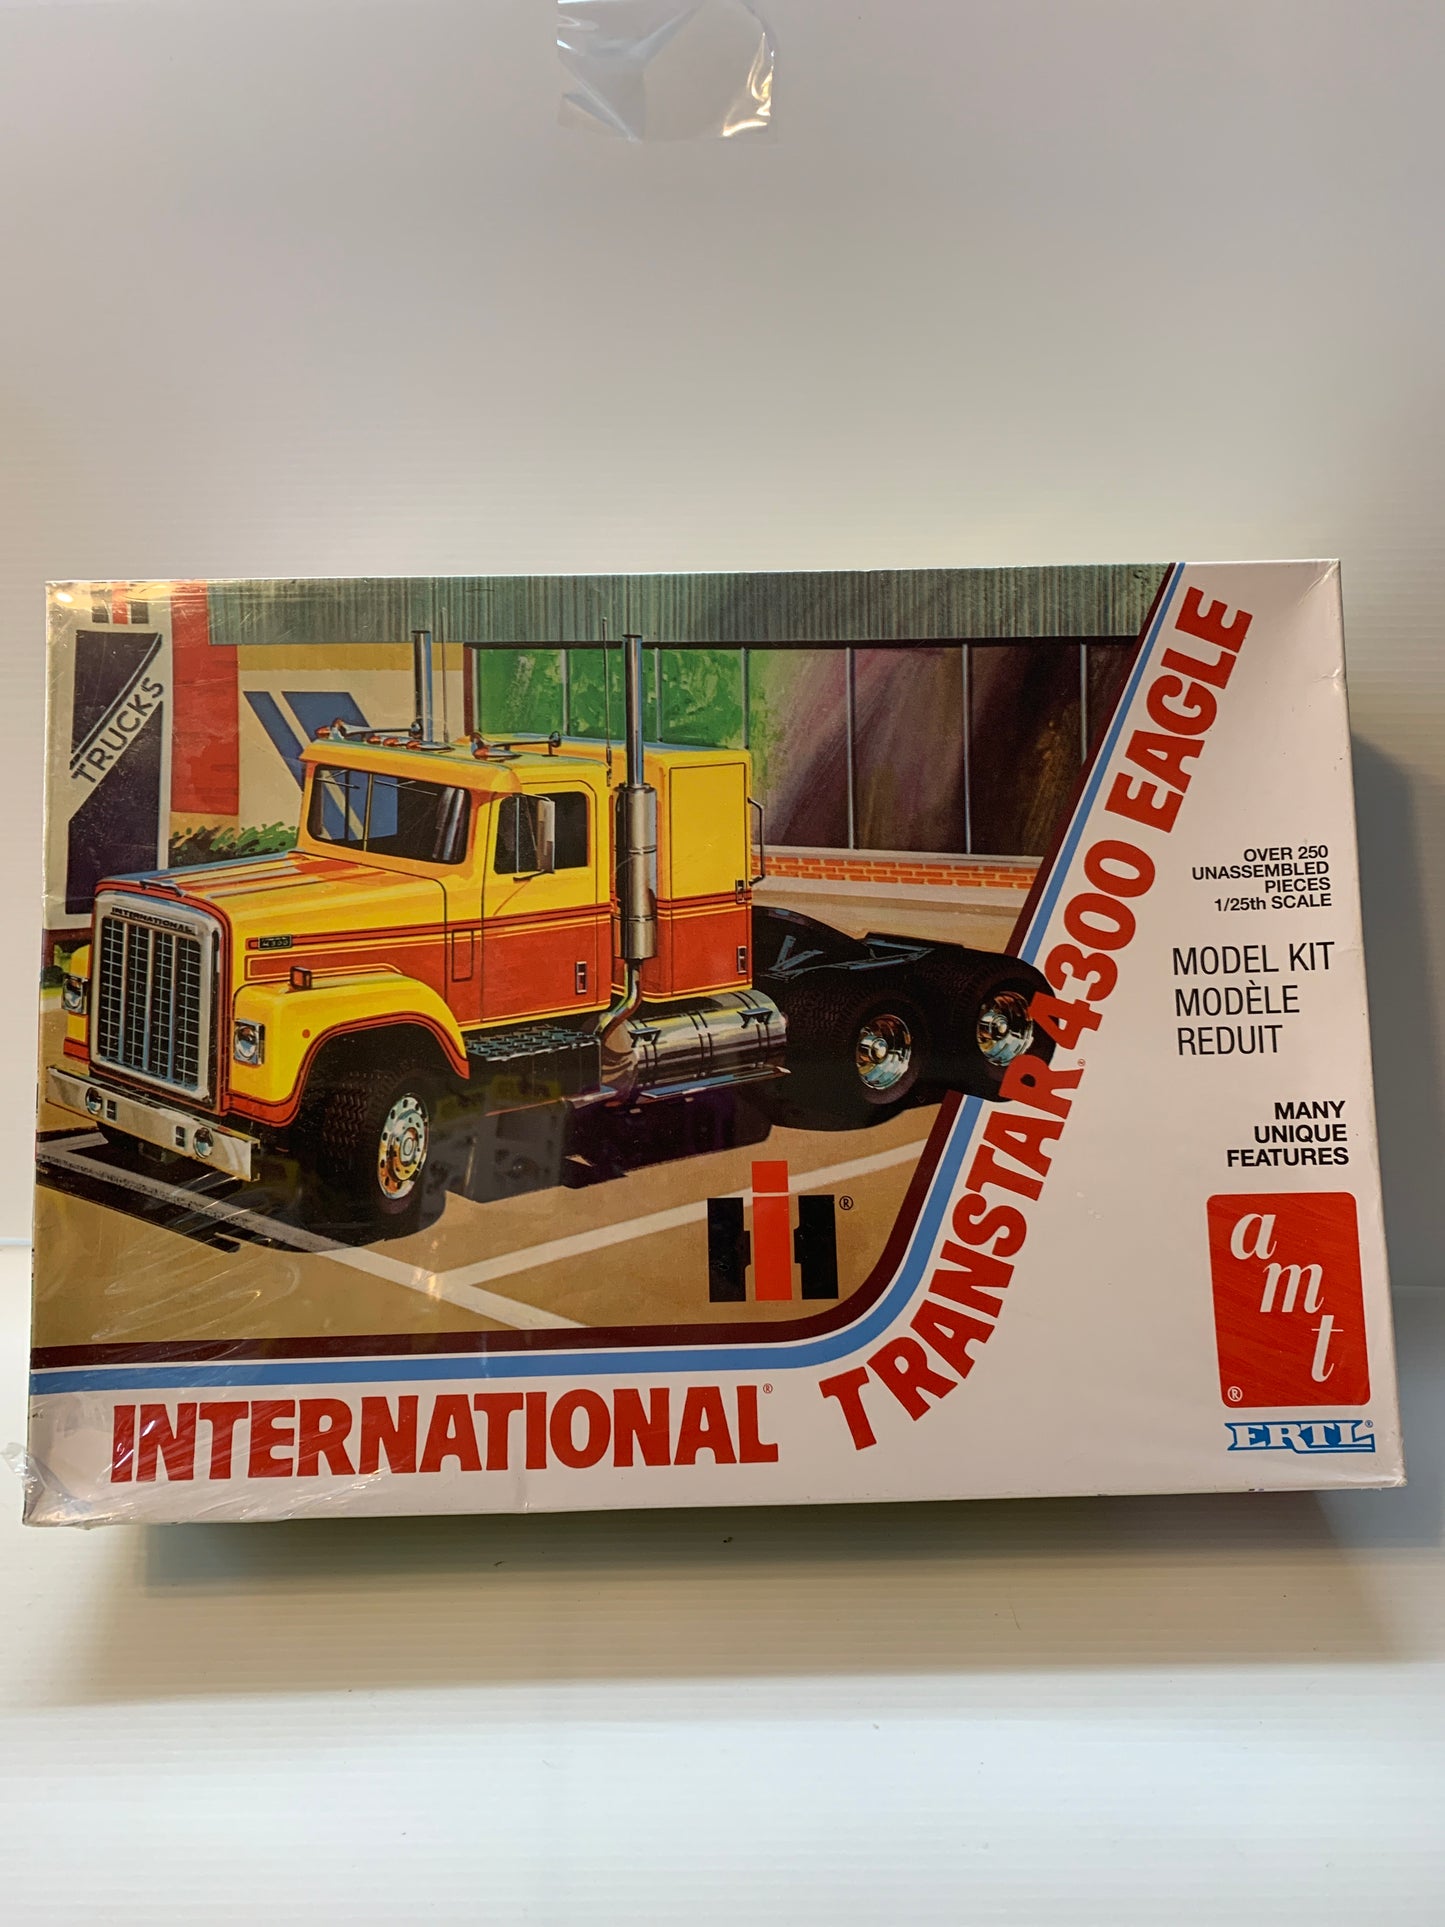 TRUCKS
INTERNATIONAL
4300
OVER 250
UNASSEMBLED
PIECES
1/25th SCALE
MODEL KIT
MODÈLE
REDUIT
MANY
UNIQUE
FEATURES
IH®
amt®
ERTL®
INTERNATIONAL® TRANSTAR® 4300 EAGLE